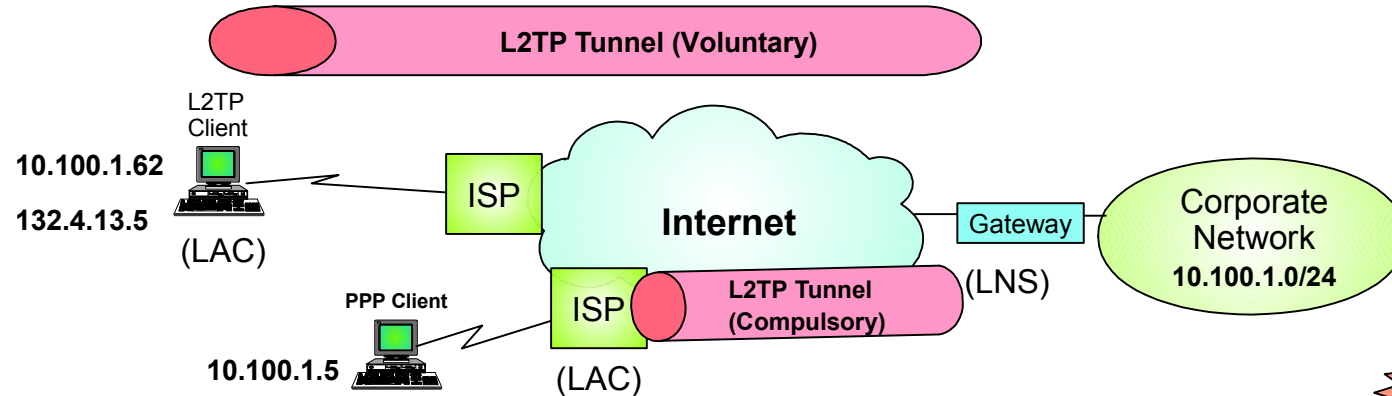 L2TP Tunnel (Voluntary)
L2TP
Client
10.100.1.62
132.4.13.5
(LAC)
ISP
Internet
Gateway
(LNS)
Corporate
Network
10.100.1.0/24
PPP Client
10.100.1.5
ISP
(LAC)
L2TP Tunnel
(Compulsory)